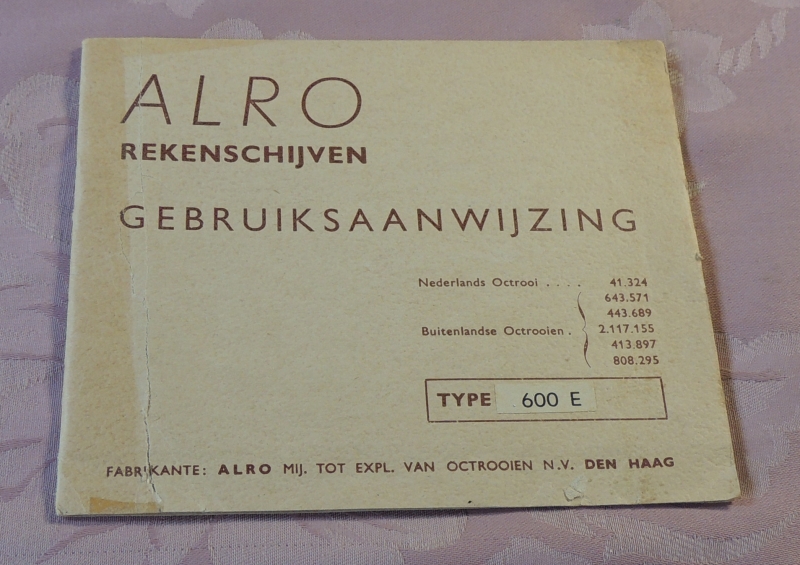 ALRO
REKENSCHIJVEN
GEBRUIKSAANWIJZING
Nederlands Octrooi . . . . 41.324
643.571
443.689
Buitenlandse Octrooien . 2.117.155
413.897
808.295
TYPE 600 E
FABRIKANTE: ALRO MIJ. TOT EXPL. VAN OCTROOIEN N.V. DEN HAAG